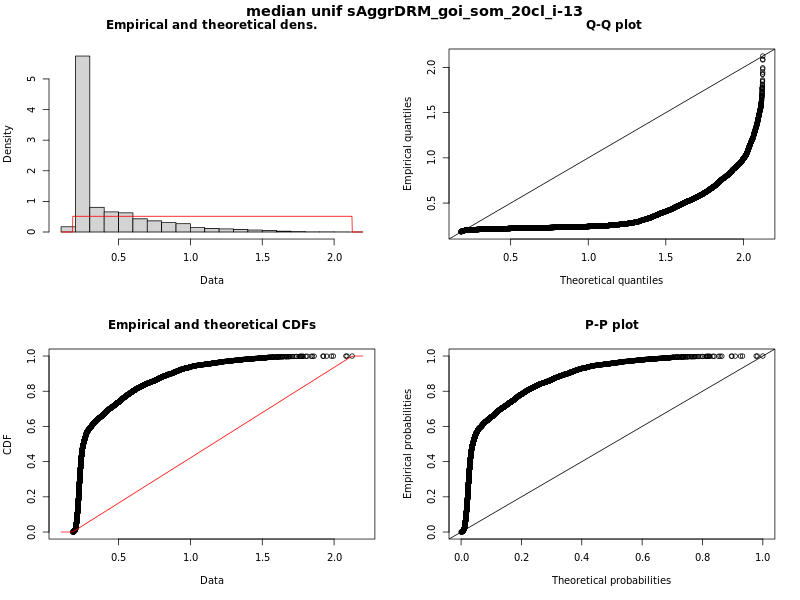 median unif sAggrDRM_goi_som_20cl_i-13
Empirical and theoretical dens.
Density
0 1 2 3 4 5
0.5 1.0 1.5 2.0
Data
Q-Q plot
Empirical quantiles
0.5 1.0 1.5 2.0
0.5 1.0 1.5 2.0
Theoretical quantiles
Empirical and theoretical CDFs
CDF
0.0 0.2 0.4 0.6 0.8 1.0
0.5 1.0 1.5 2.0
Data
P-P plot
Empirical probabilities
0.0 0.2 0.4 0.6 0.8 1.0
0.0 0.2 0.4 0.6 0.8 1.0
Theoretical probabilities